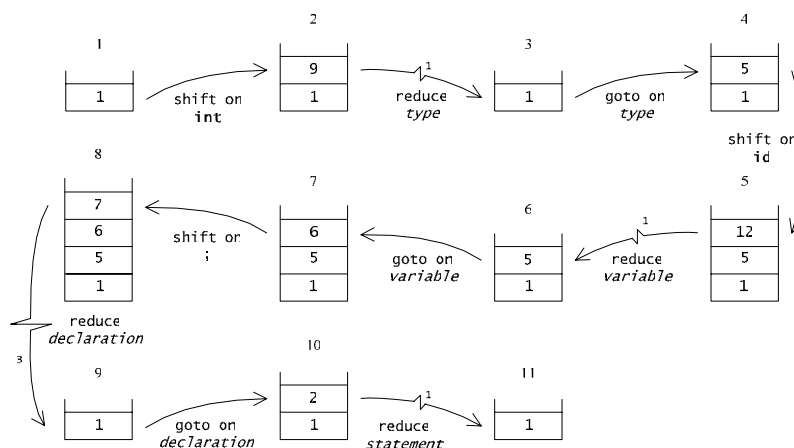 1
2
3
4
1
shift on
int
9
1
1
reduce
type
1
goto on
type
5
1
shift on
id
8
7
6
5
7
6
5
1
shift on
;
6
5
1
goto on
variable
5
1
1
reduce
variable
12
5
1
reduce
declaration
3
9
10
11
1
goto on
declaration
2
1
1
reduce
statement
1